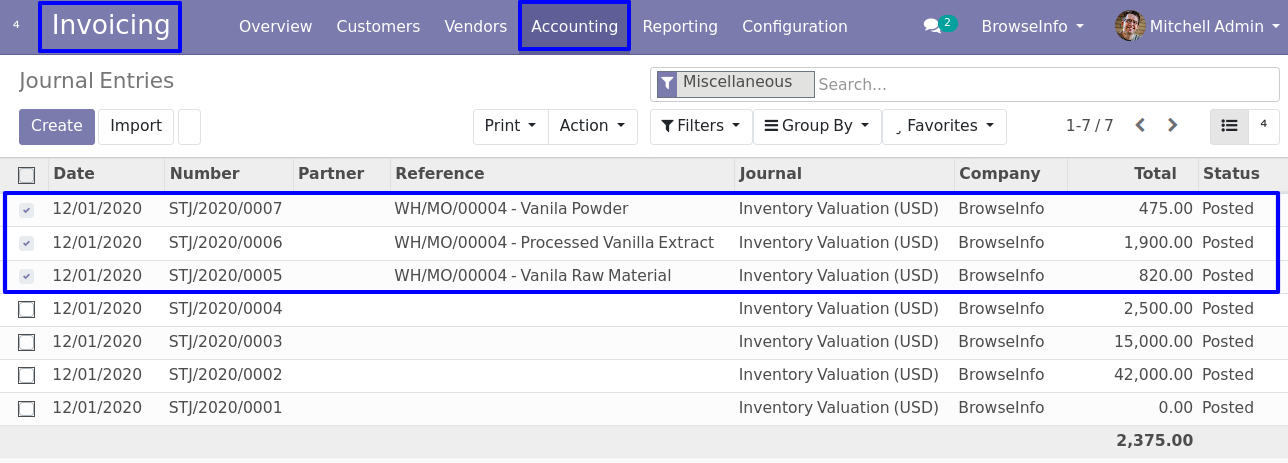 4 Invoicing Overview Customers Vendors Accounting Reporting Configuration 2 BrowseInfo Mitchell Admin
Journal Entries Miscellaneous Search...
Create Import Print Action Filters Group By Favorites 1-7 / 7 4
Date Number Partner Reference Journal Company Total Status
12/01/2020 STJ/2020/0007 WH/MO/00004 - Vanila Powder Inventory Valuation (USD) BrowseInfo 475.00 Posted
12/01/2020 STJ/2020/0006 WH/MO/00004 - Processed Vanilla Extract Inventory Valuation (USD) BrowseInfo 1,900.00 Posted
12/01/2020 STJ/2020/0005 WH/MO/00004 - Vanila Raw Material Inventory Valuation (USD) BrowseInfo 820.00 Posted
12/01/2020 STJ/2020/0004 Inventory Valuation (USD) BrowseInfo 2,500.00 Posted
12/01/2020 STJ/2020/0003 Inventory Valuation (USD) BrowseInfo 15,000.00 Posted
12/01/2020 STJ/2020/0002 Inventory Valuation (USD) BrowseInfo 42,000.00 Posted
12/01/2020 STJ/2020/0001 Inventory Valuation (USD) BrowseInfo 0.00 Posted
2,375.00